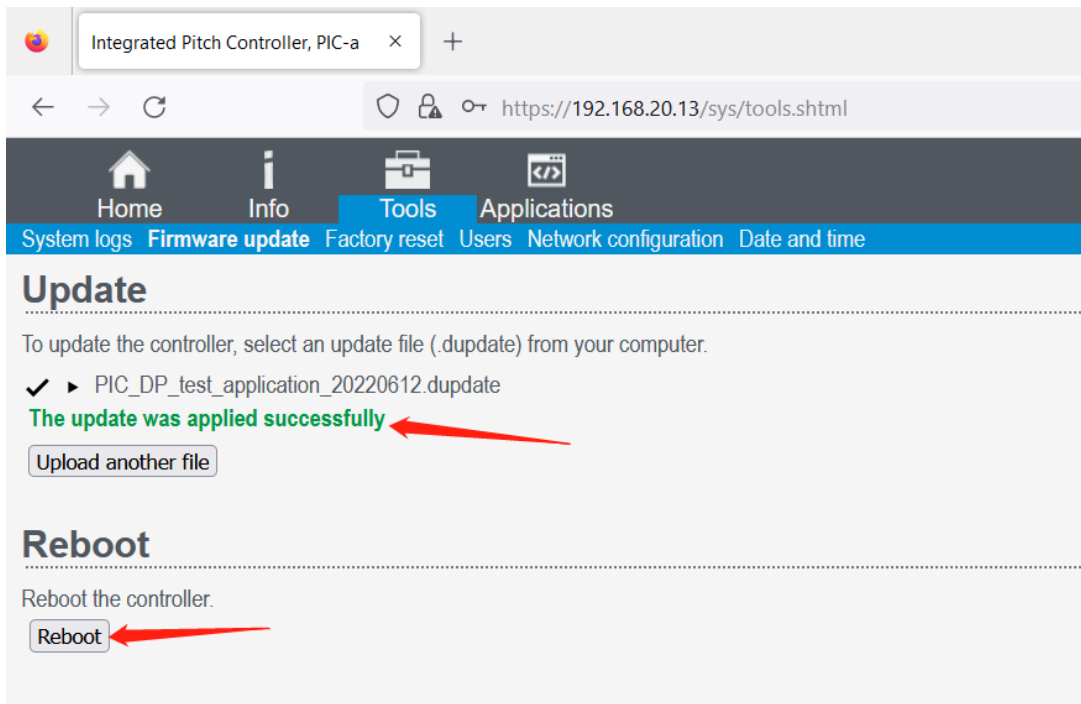 Integrated Pitch Controller, PIC-a
https://192.168.20.13/sys/tools.shtml
Home Info Tools Applications
System logs Firmware update Factory reset Users Network configuration Date and time
Update
To update the controller, select an update file (.dupdate) from your computer.
PIC_DP_test_application_20220612.dupdate
The update was applied successfully
Upload another file
Reboot
Reboot the controller.
Reboot